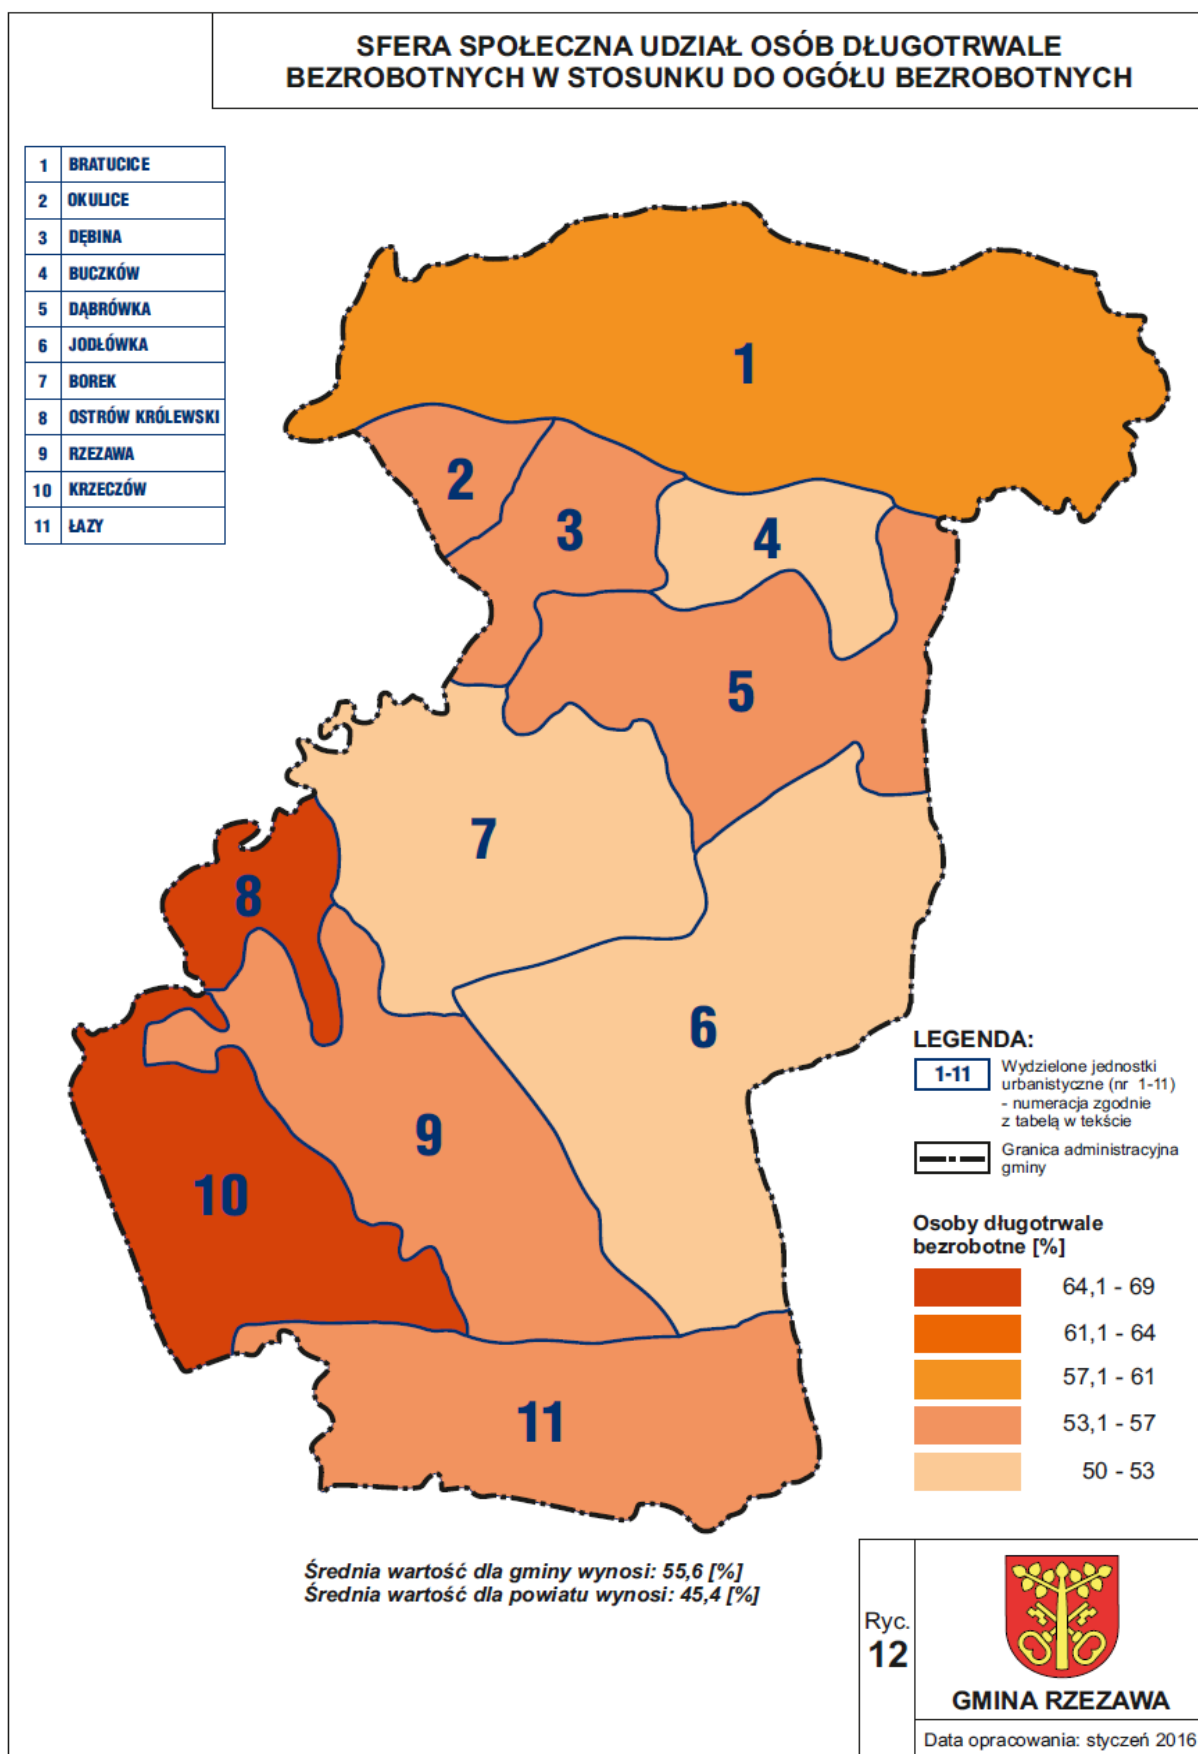 SFERA SPOŁECZNA UDZIAŁ OSÓB DŁUGOTRWALE
BEZROBOTNYCH W STOSUNKU DO OGÓŁU BEZROBOTNYCH
1 BRATUCICE
2 OKULICE
3 DĘBINA
4 BUCZKÓW
5 DĄBRÓWKA
6 JODŁÓWKA
7 BOREK
8 OSTRÓW KRÓLEWSKI
9 RZEZAWA
10 KRZECZÓW
11 ŁAZY
1
2
3
4
5
7
8
6
9
10
11
LEGENDA:
1-11
Wydzielone jednostki
urbanistyczne (nr 1-11)
- numeracja zgodnie
z tabelą w tekście
Granica administracyjna
gminy
Osoby długotrwale
bezrobotne [%]
64,1 - 69
61,1 - 64
57,1 - 61
53,1 - 57
50 - 53
Średnia wartość dla gminy wynosi: 55,6 [%]
Średnia wartość dla powiatu wynosi: 45,4 [%]
Ryc.
12
GMINA RZEZAWA
Data opracowania: styczeń 2016